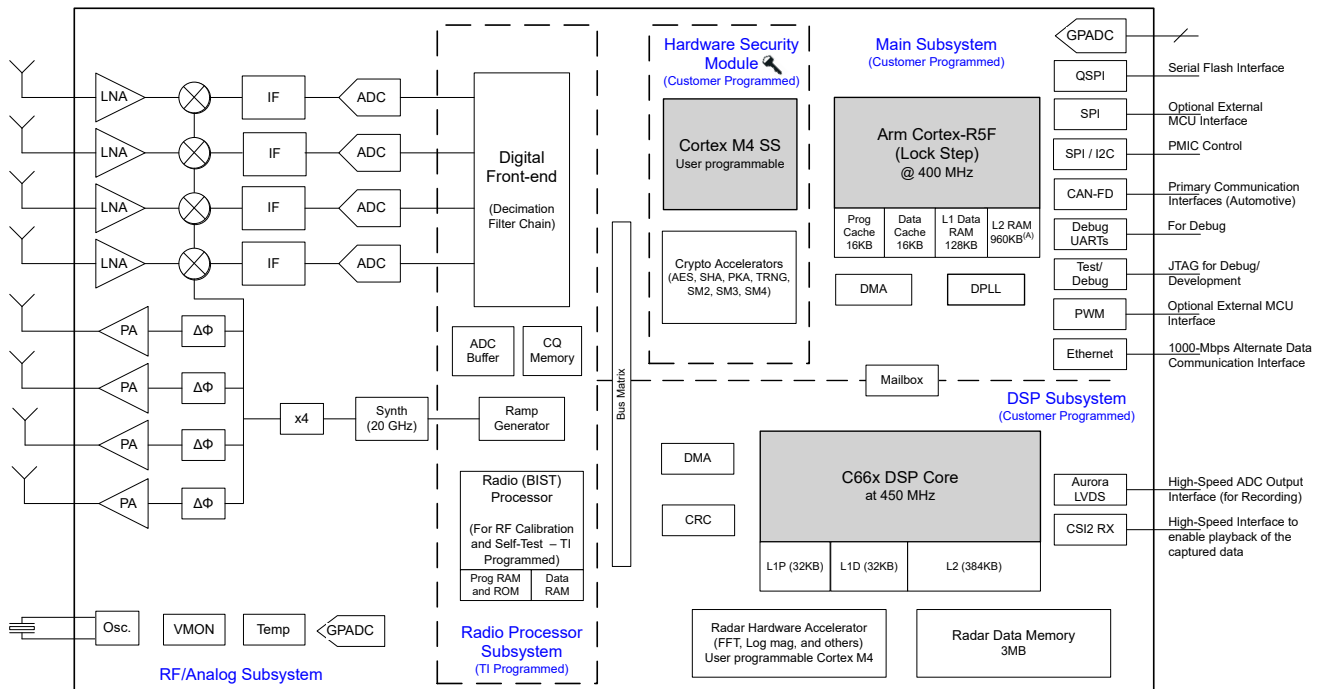 LNA
IF
ADC
LNA
IF
ADC
LNA
IF
ADC
LNA
IF
ADC
PA
ΔΦ
PA
ΔΦ
PA
ΔΦ
PA
ΔΦ
x4
Synth
(20 GHz)
Osc.
VMON
Temp
GPADC
RF/Analog Subsystem
Digital
Front-end
(Decimation
Filter Chain)
ADC
Buffer
CQ
Memory
Ramp
Generator
Radio (BIST)
Processor
(For RF Calibration
and Self-Test – TI
Programmed)
Prog RAM
and ROM
Data
RAM
Radio Processor
Subsystem
(TI Programmed)
Bus Matrix
Hardware Security
Module
(Customer Programmed)
Cortex M4 SS
User programmable
Crypto Accelerators
(AES, SHA, PKA, TRNG,
SM2, SM3, SM4)
Main Subsystem
(Customer Programmed)
Arm Cortex-R5F
(Lock Step)
@ 400 MHz
Prog
Cache
16KB
Data
Cache
16KB
L1 Data
RAM
128KB
L2 RAM
960KB(A)
DMA
DPLL
Mailbox
DSP Subsystem
(Customer Programmed)
DMA
CRC
C66x DSP Core
at 450 MHz
L1P (32KB)
L1D (32KB)
L2 (384KB)
Radar Hardware Accelerator
(FFT, Log mag, and others)
User programmable Cortex M4
Radar Data Memory
3MB
GPADC
QSPI
Serial Flash Interface
SPI
Optional External
MCU Interface
SPI / I2C
PMIC Control
CAN-FD
Primary Communication
Interfaces (Automotive)
Debug
UARTs
For Debug
Test/
Debug
JTAG for Debug/
Development
PWM
Optional External MCU
Interface
Ethernet
1000-Mbps Alternate Data
Communication Interface
Aurora
LVDS
High-Speed ADC Output
Interface (for Recording)
CSI2 RX
High-Speed Interface to
enable playback of the
captured data